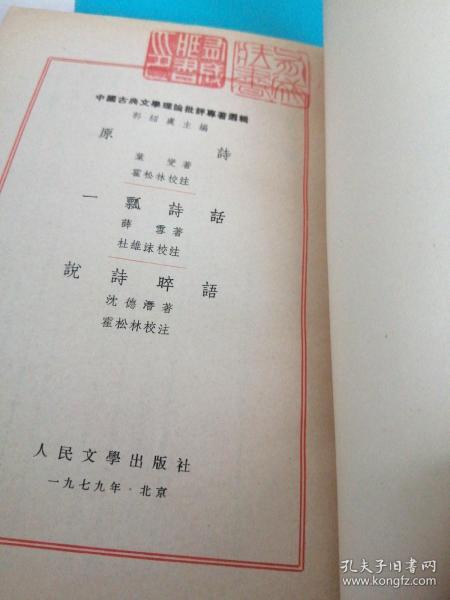 中國古典文學理論批評專著選輯
郭紹虞主編
原詩
葉燮著
霍松林校注
一瓢詩話
薛雪著
杜維沫校注
說詩晬語
沈德潛著
霍松林校注
人民文學出版社
一九七九年·北京
孔夫子旧书网
www.kongfz.com